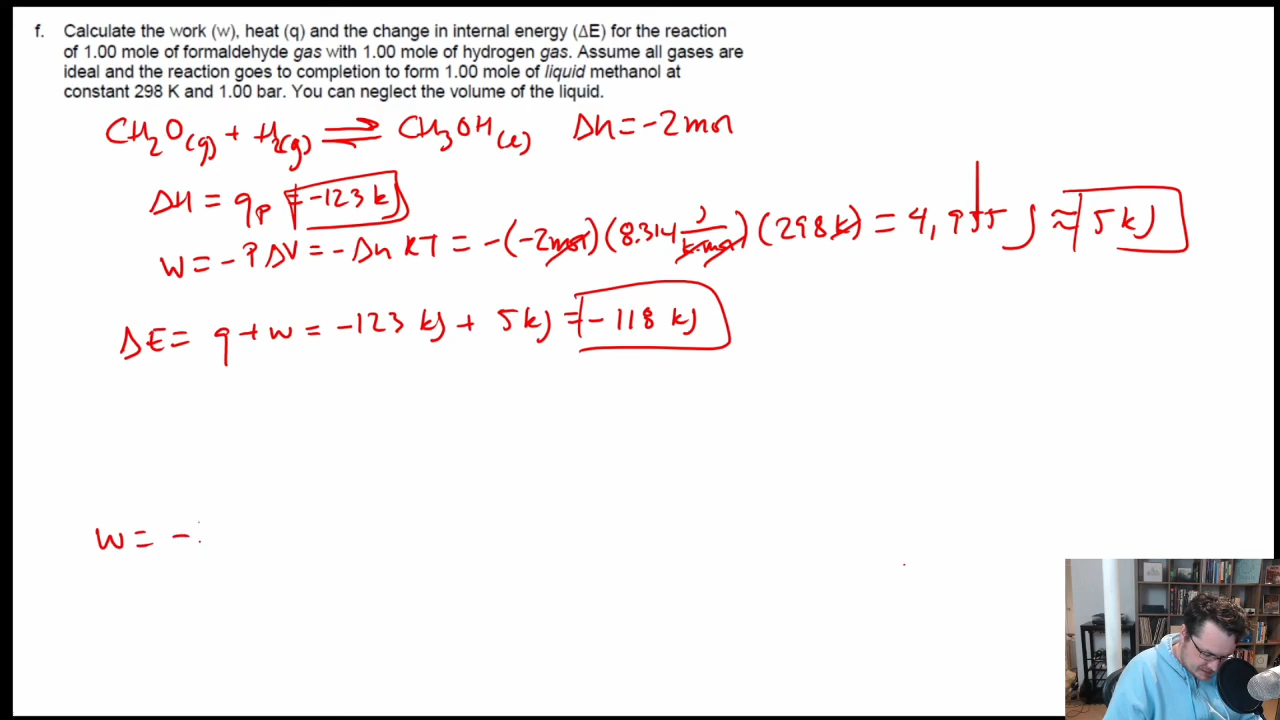 f. Calculate the work (w), heat (q) and the change in internal energy (ΔE) for the reaction
of 1.00 mole of formaldehyde gas with 1.00 mole of hydrogen gas. Assume all gases are
ideal and the reaction goes to completion to form 1.00 mole of liquid methanol at
constant 298 K and 1.00 bar. You can neglect the volume of the liquid.
CH₂O(g) + H₂(g) ⇌ CH₃OH(ℓ) Δn = -2 mol
ΔH = qₚ = -123 kJ
W = -PΔV = -Δn RT = -(-2 mol)(8.314 J/K·mol)(298 K) = 4,955 J ≈ 5 kJ
ΔE = q + w = -123 kJ + 5 kJ = -118 kJ
W = -